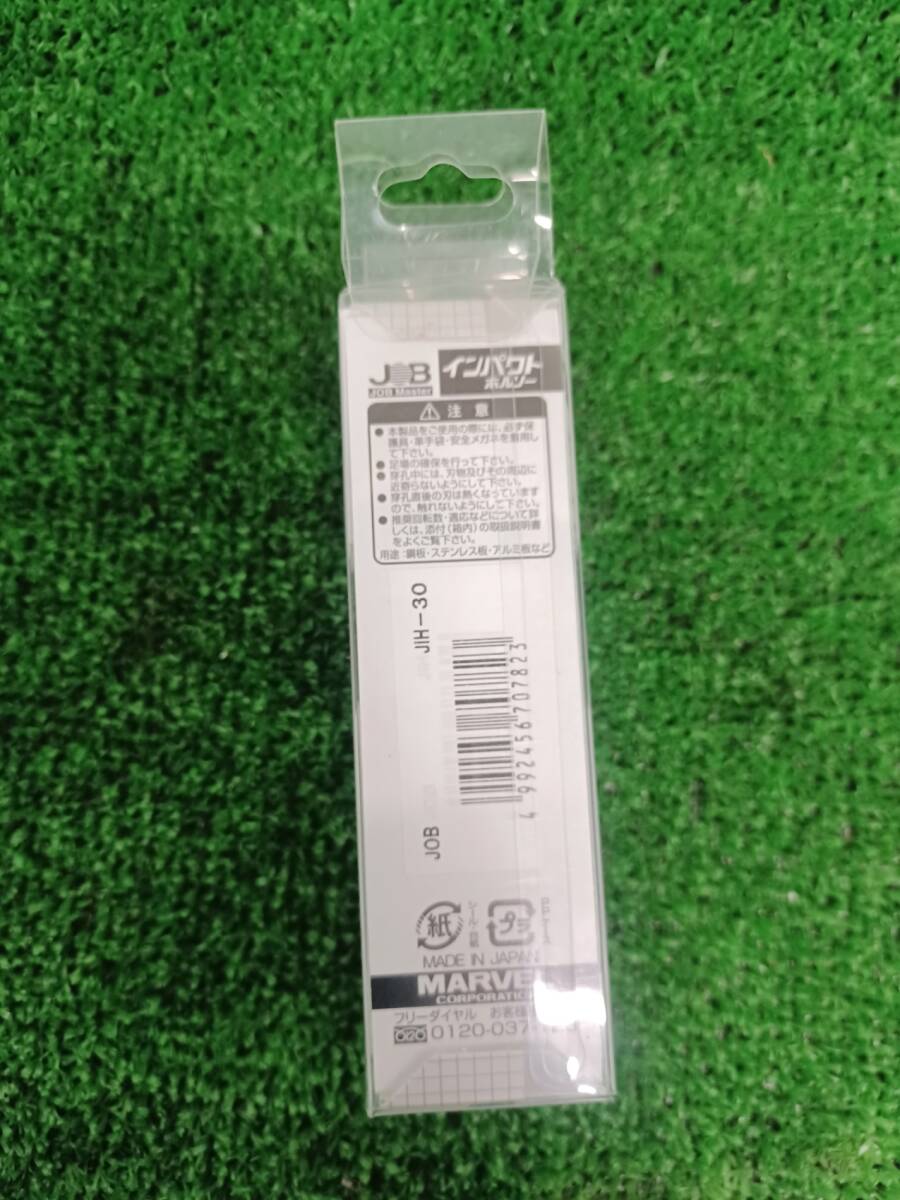 JOB
JOB Master
インパクト
ホルソー
注意
●本製品をご使用の際には、必ず保
護具・革手袋・安全メガネを着用し
て下さい。
●足場の確保を行って下さい。
●穿孔中には、刃物及びその周辺に
近寄らないようにして下さい。
●穿孔直後の刃は熱くなっています
ので、触れないようにしご下さい。
●推奨回転数・適応などについて詳
しくは、添付(箱内)の取扱説明書
をよくご覧下さい。
用途:鋼板・ステンレス板・アルミ板など
JIH-30
4992456707823
JOB
紙
プラ
MADE IN JAPAN
MARVEL
CORPORATION
フリーダイヤル お客様
0120-037